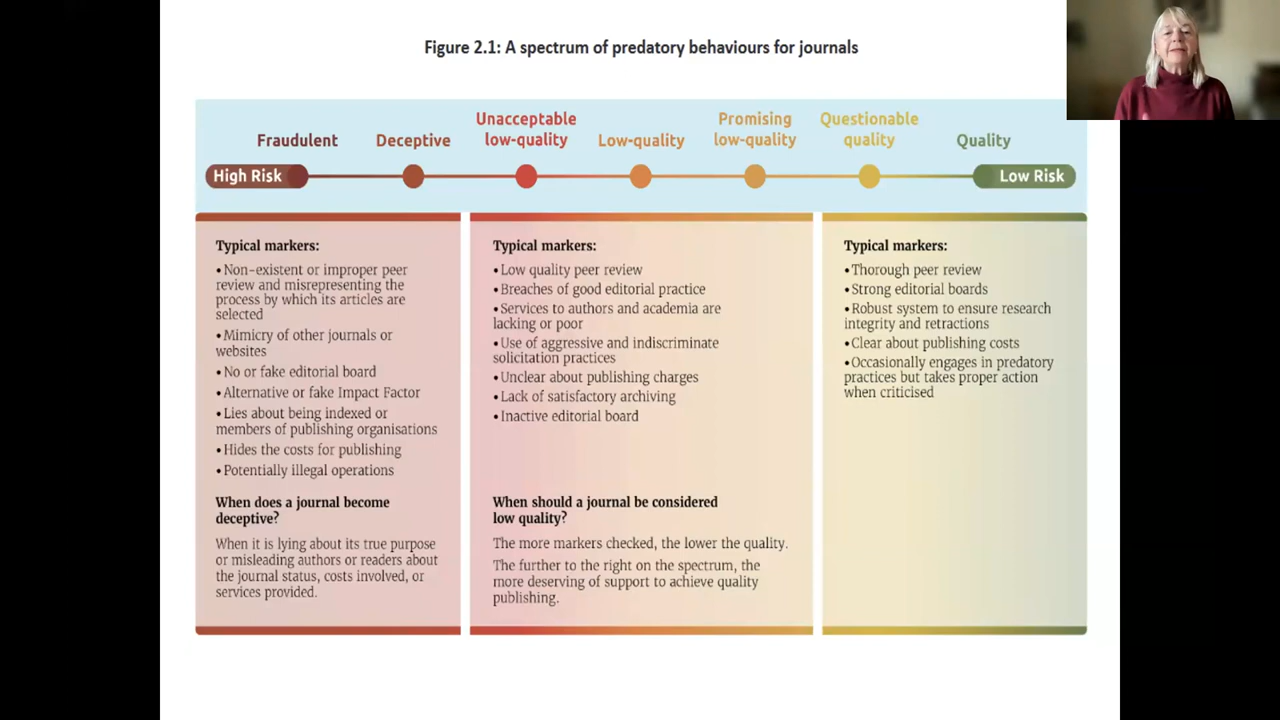 Figure 2.1: A spectrum of predatory behaviours for journals
Fraudulent
Deceptive
Unacceptable
low-quality
Low-quality
Promising
low-quality
Questionable
quality
Quality
High Risk
Low Risk
Typical markers:
•Non-existent or improper peer
review and misrepresenting the
process by which its articles are
selected
•Mimicry of other journals or
websites
•No or fake editorial board
•Alternative or fake Impact Factor
•Lies about being indexed or
members of publishing organisations
•Hides the costs for publishing
•Potentially illegal operations
When does a journal become
deceptive?
When it is lying about its true purpose
or misleading authors or readers about
the journal status, costs involved, or
services provided.
Typical markers:
•Low quality peer review
•Breaches of good editorial practice
•Services to authors and academia are
lacking or poor
•Use of aggressive and indiscriminate
solicitation practices
•Unclear about publishing charges
•Lack of satisfactory archiving
•Inactive editorial board
When should a journal be considered
low quality?
The more markers checked, the lower the quality.
The further to the right on the spectrum, the
more deserving of support to achieve quality
publishing.
Typical markers:
•Thorough peer review
•Strong editorial boards
•Robust system to ensure research
integrity and retractions
•Clear about publishing costs
•Occasionally engages in predatory
practices but takes proper action
when criticised